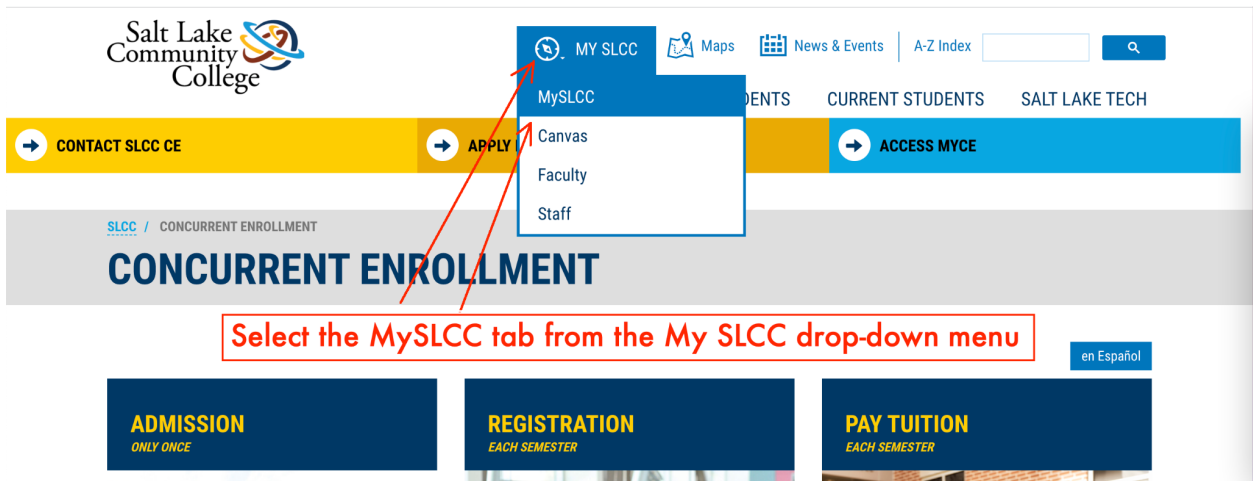 Salt Lake
Community
College
MY SLCC
Maps
News & Events
A-Z Index
MySLCC
DENTS
CURRENT STUDENTS
SALT LAKE TECH
Canvas
Faculty
Staff
CONTACT SLCC CE
APPLY
ACCESS MYCE
SLCC / CONCURRENT ENROLLMENT
CONCURRENT ENROLLMENT
Select the MySLCC tab from the My SLCC drop-down menu
en Español
ADMISSION
ONLY ONCE
REGISTRATION
EACH SEMESTER
PAY TUITION
EACH SEMESTER